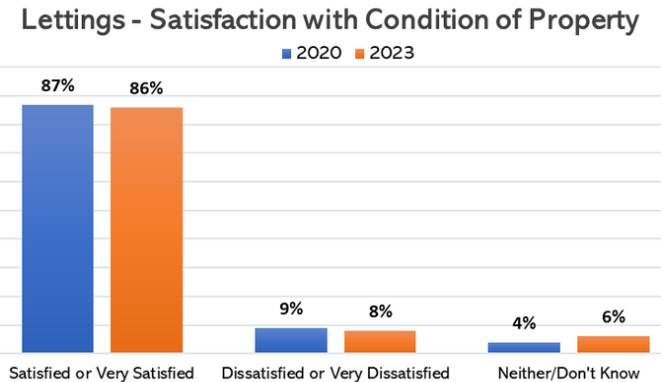 Lettings - Satisfaction with Condition of Property
2020 2023
87% 86%
9% 8%
4% 6%
Satisfied or Very Satisfied Dissatisfied or Very Dissatisfied Neither/Don't Know